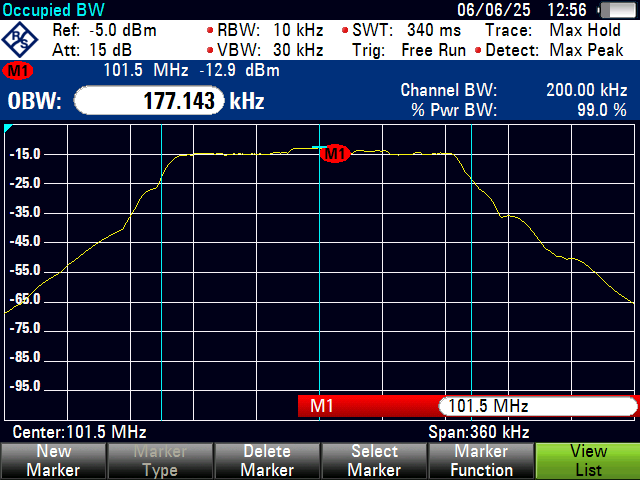 Occupied BW 06/06/25 12:56
Ref: -5.0 dBm RBW: 10 kHz SWT: 340 ms Trace: Max Hold
Att: 15 dB VBW: 30 kHz Trig: Free Run Detect: Max Peak
R&S
M1 101.5 MHz -12.9 dBm
OBW: 177.143 kHz
Channel BW: 200.00 kHz
% Pwr BW: 99.0 %
M1
-15.0
-25.0
-35.0
-45.0
-55.0
-65.0
-75.0
-85.0
-95.0
M1 101.5 MHz
Center:101.5 MHz Span:360 kHz
New Marker Delete Select Marker View
Marker Type Marker Marker Function List